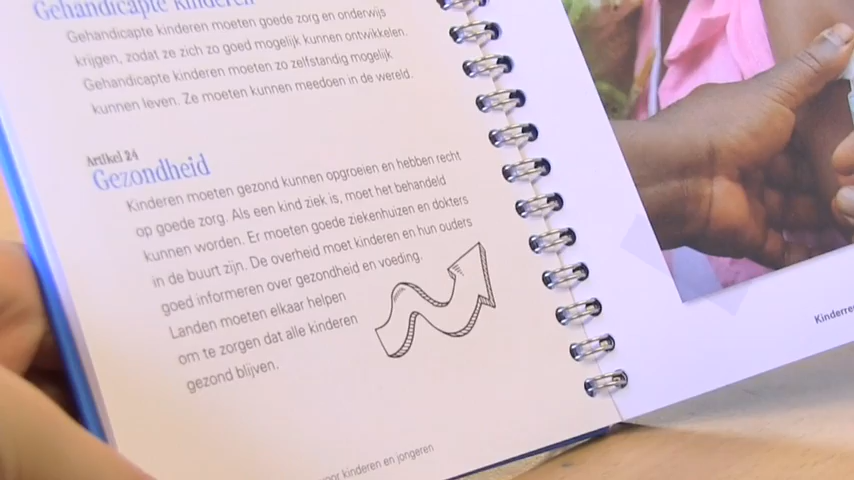 Gehandicapte kinderen
Gehandicapte kinderen moeten goede zorg en onderwijs
krijgen, zodat ze zich zo goed mogelijk kunnen ontwikkelen.
Gehandicapte kinderen moeten zo zelfstandig mogelijk
kunnen leven. Ze moeten kunnen meedoen in de wereld.
Artikel 24
Gezondheid
Kinderen moeten gezond kunnen opgroeien en hebben recht
op goede zorg. Als een kind ziek is, moet het behandeld
kunnen worden. Er moeten goede ziekenhuizen en dokters
in de buurt zijn. De overheid moet kinderen en hun ouders
goed informeren over gezondheid en voeding.
Landen moeten elkaar helpen
om te zorgen dat alle kinderen
gezond blijven.
voor kinderen en jongeren